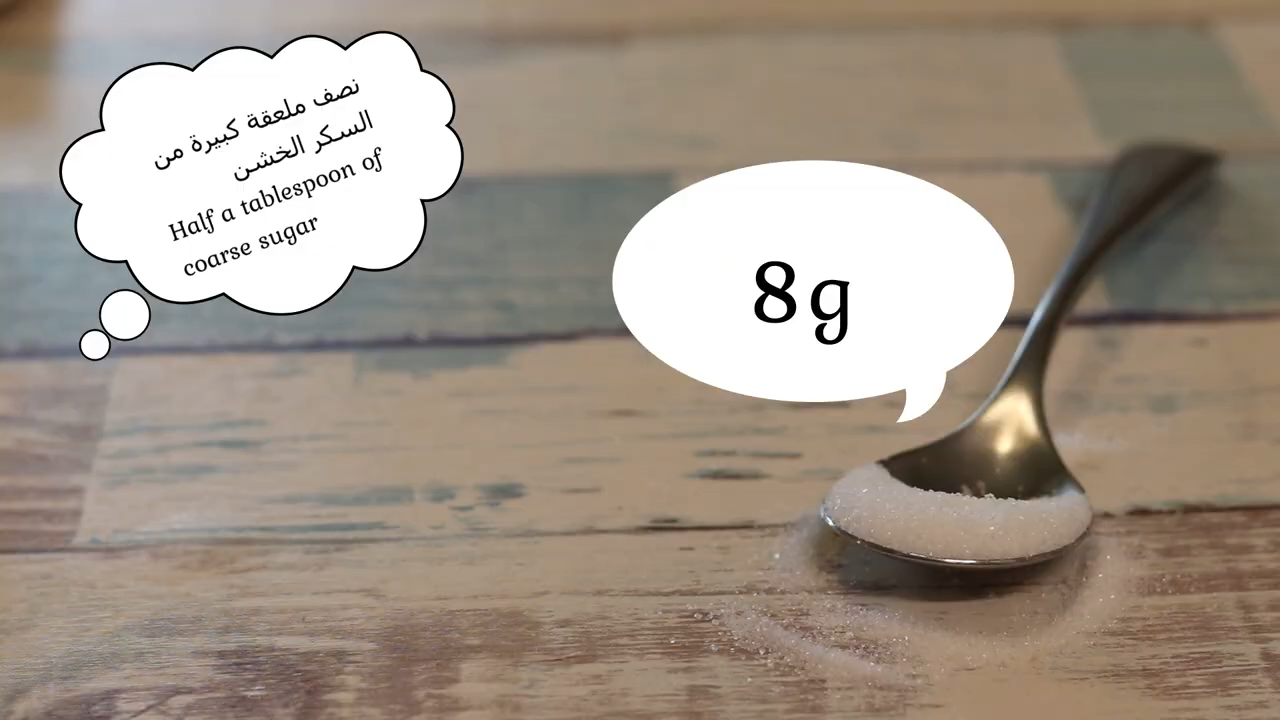 نصف ملعقة كبيرة من
السكر الخشن
Half a tablespoon of
coarse sugar
8g